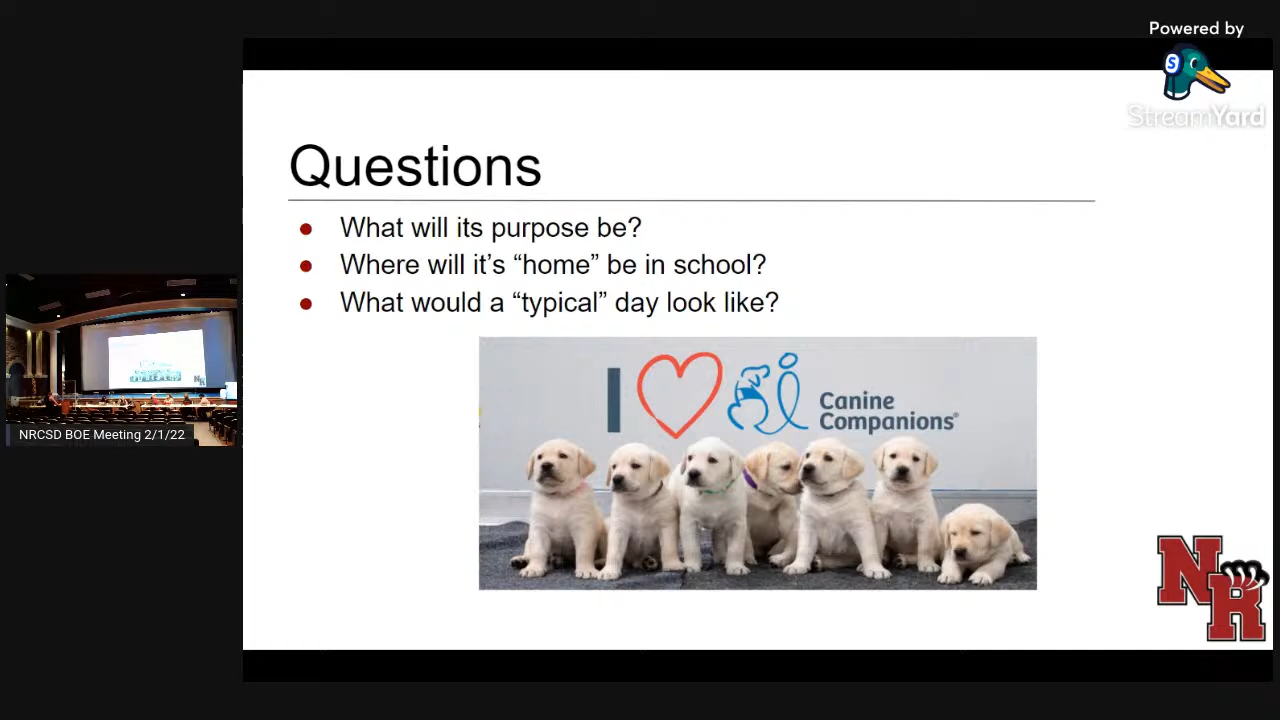 Powered by
S
StreamYard
Questions
● What will its purpose be?
● Where will it’s “home” be in school?
● What would a “typical” day look like?
I
Canine
Companions®
NR
NRCSD BOE Meeting 2/1/22